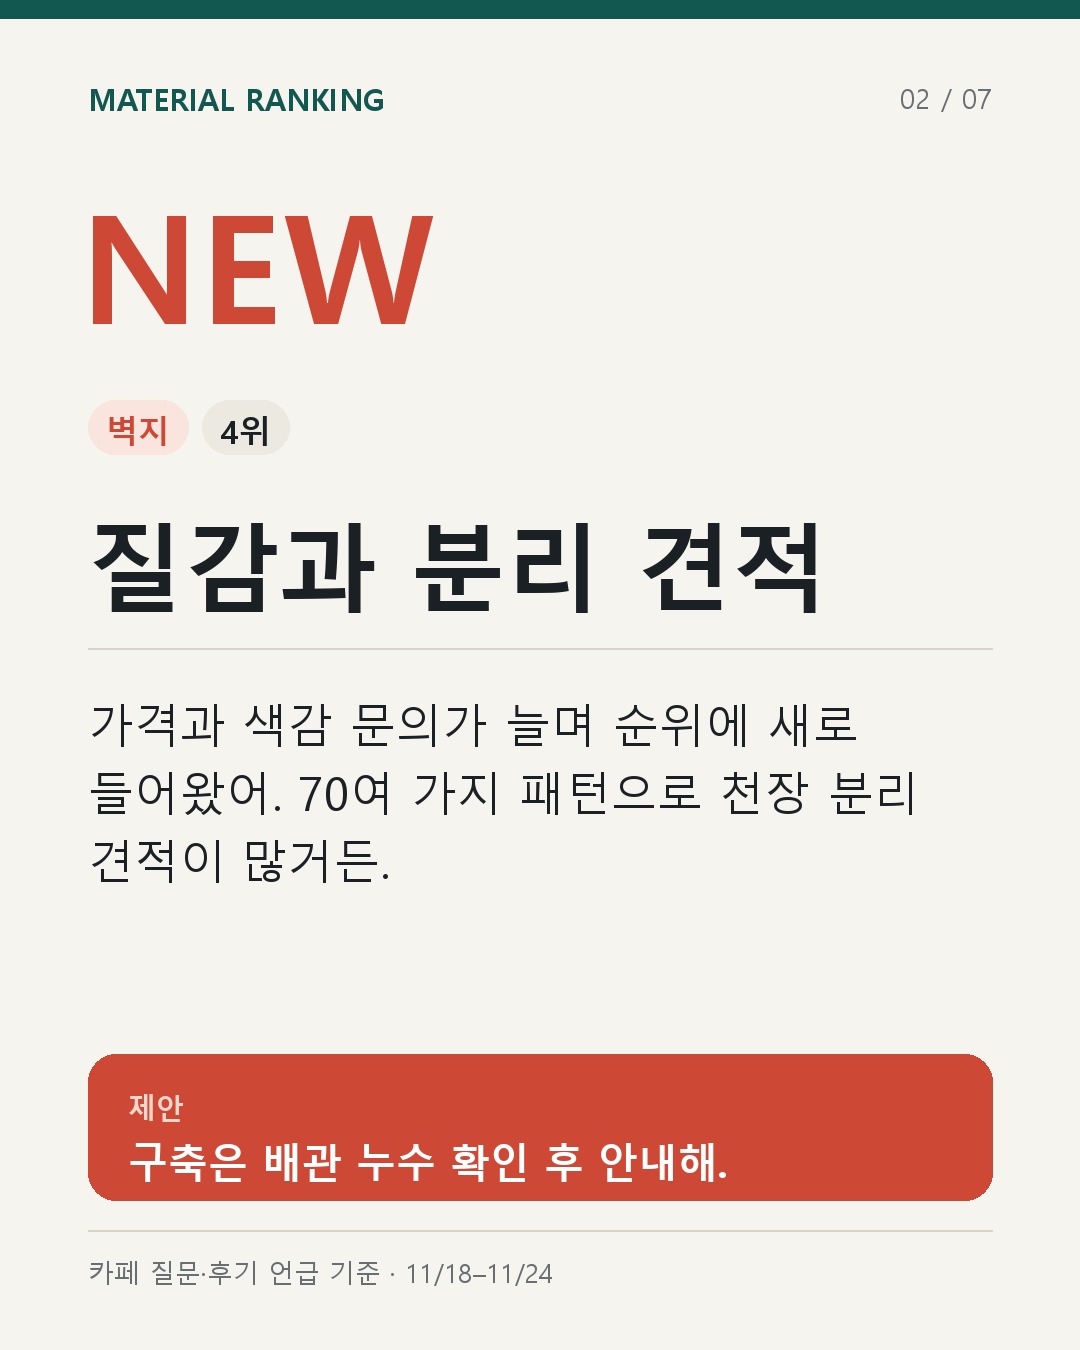 MATERIAL RANKING
02 / 07
NEW
벽지
4위
질감과 분리 견적
가격과 색감 문의가 늘며 순위에 새로
들어왔어. 70여 가지 패턴으로 천장 분리
견적이 많거든.
제안
구축은 배관 누수 확인 후 안내해.
카페 질문·후기 언급 기준 · 11/18–11/24